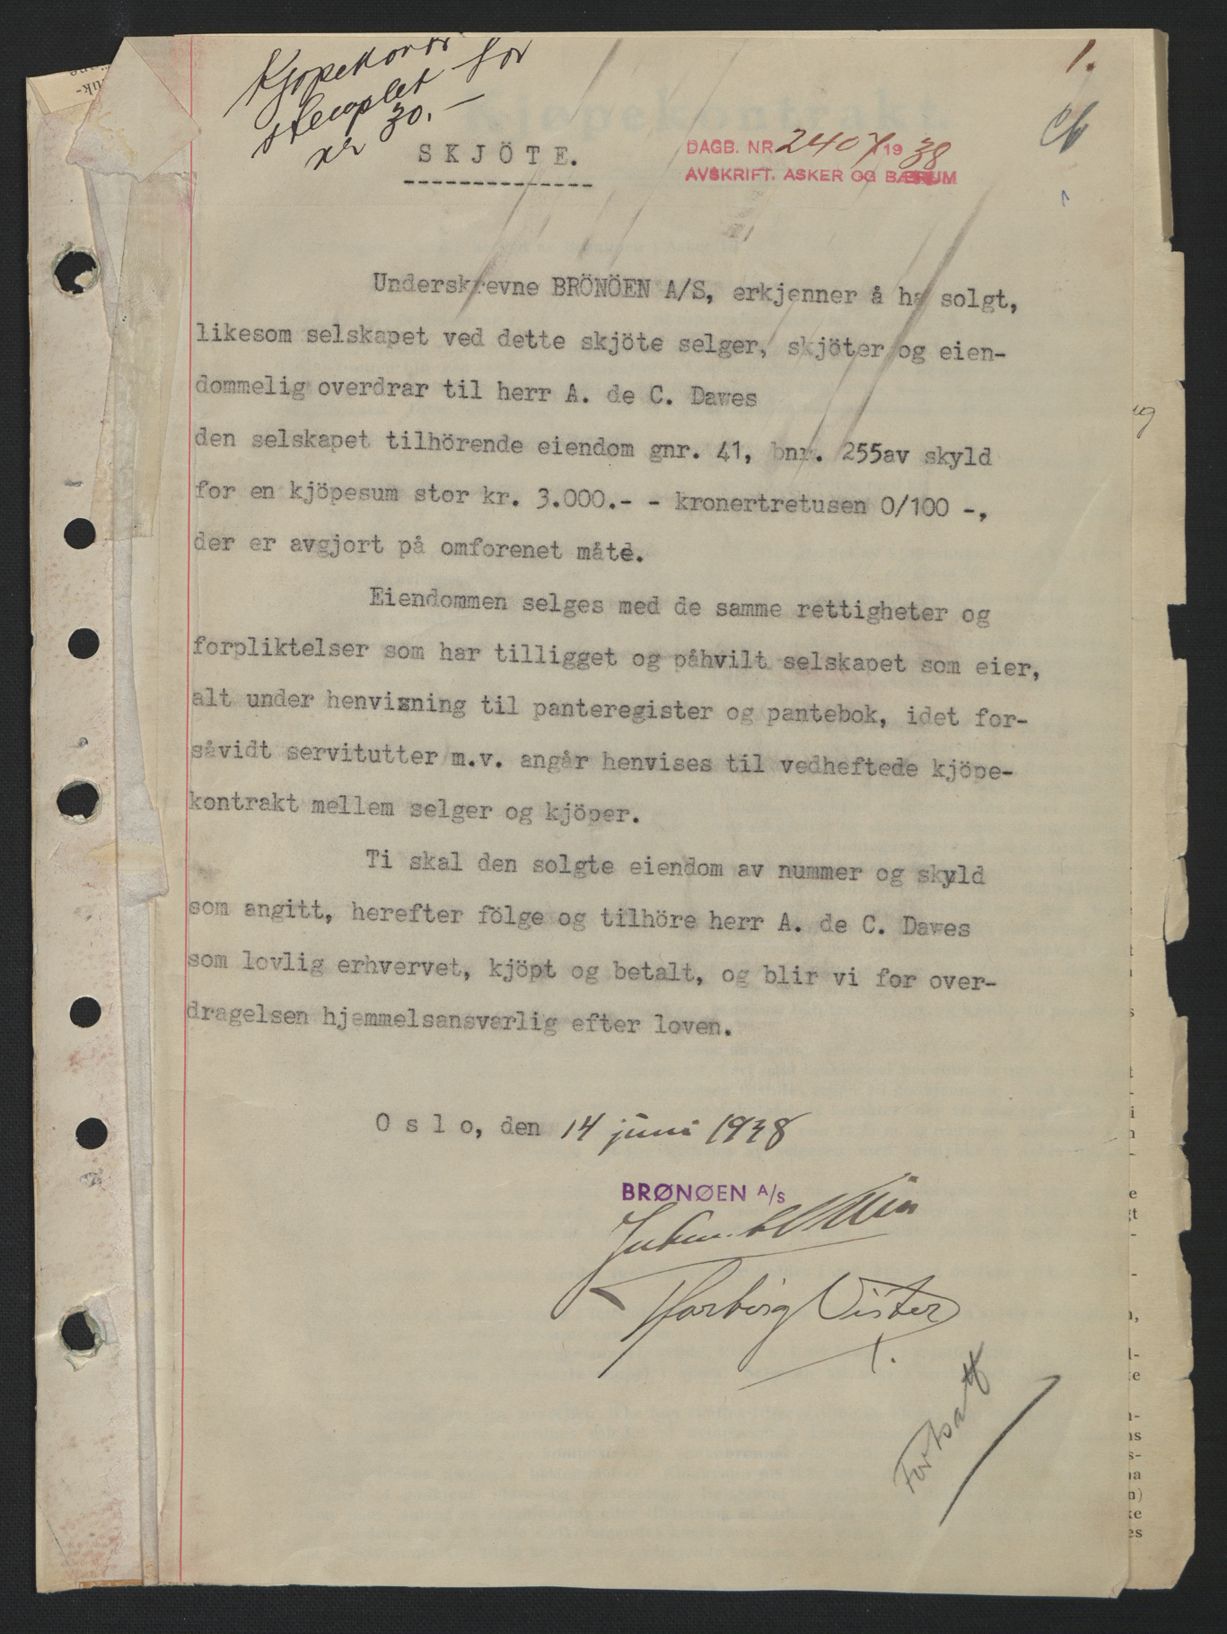 Kjøpekontr
stemplet for
kr 30.—
1.
SKJÖTE.
DAGB. NR 2407 19 38
AVSKRIFT. ASKER OG BÆRUM
Underskrevne BRÖNÖEN A/S, erkjenner å ha solgt,
likesom selskapet ved dette skjöte selger, skjöter og eien-
dommelig overdrar til herr A. de C. Dawes
den selskapet tilhörende eiendom gnr. 41, bnr. 255av skyld
for en kjöpesum stor kr. 3.000.- - kronertretusen 0/100 -,
der er avgjort på omforenet måte.
Eiendommen selges med de samme rettigheter og
forpliktelser som har tilligget og påhvilt selskapet som eier,
alt under henvisning til panteregister og pantebok, idet for-
såvidt servitutter m.v. angår henvises til vedheftede kjöpe-
kontrakt mellem selger og kjöper.
Ti skal den solgte eiendom av nummer og skyld
som angitt, herefter fölge og tilhöre herr A. de C. Dawes
som lovlig erhvervet, kjöpt og betalt, og blir vi for over-
dragelsen hjemmelsansvarlig efter loven.
Oslo, den 14 juni 1938
BRØNØEN A/S
Fortsatt